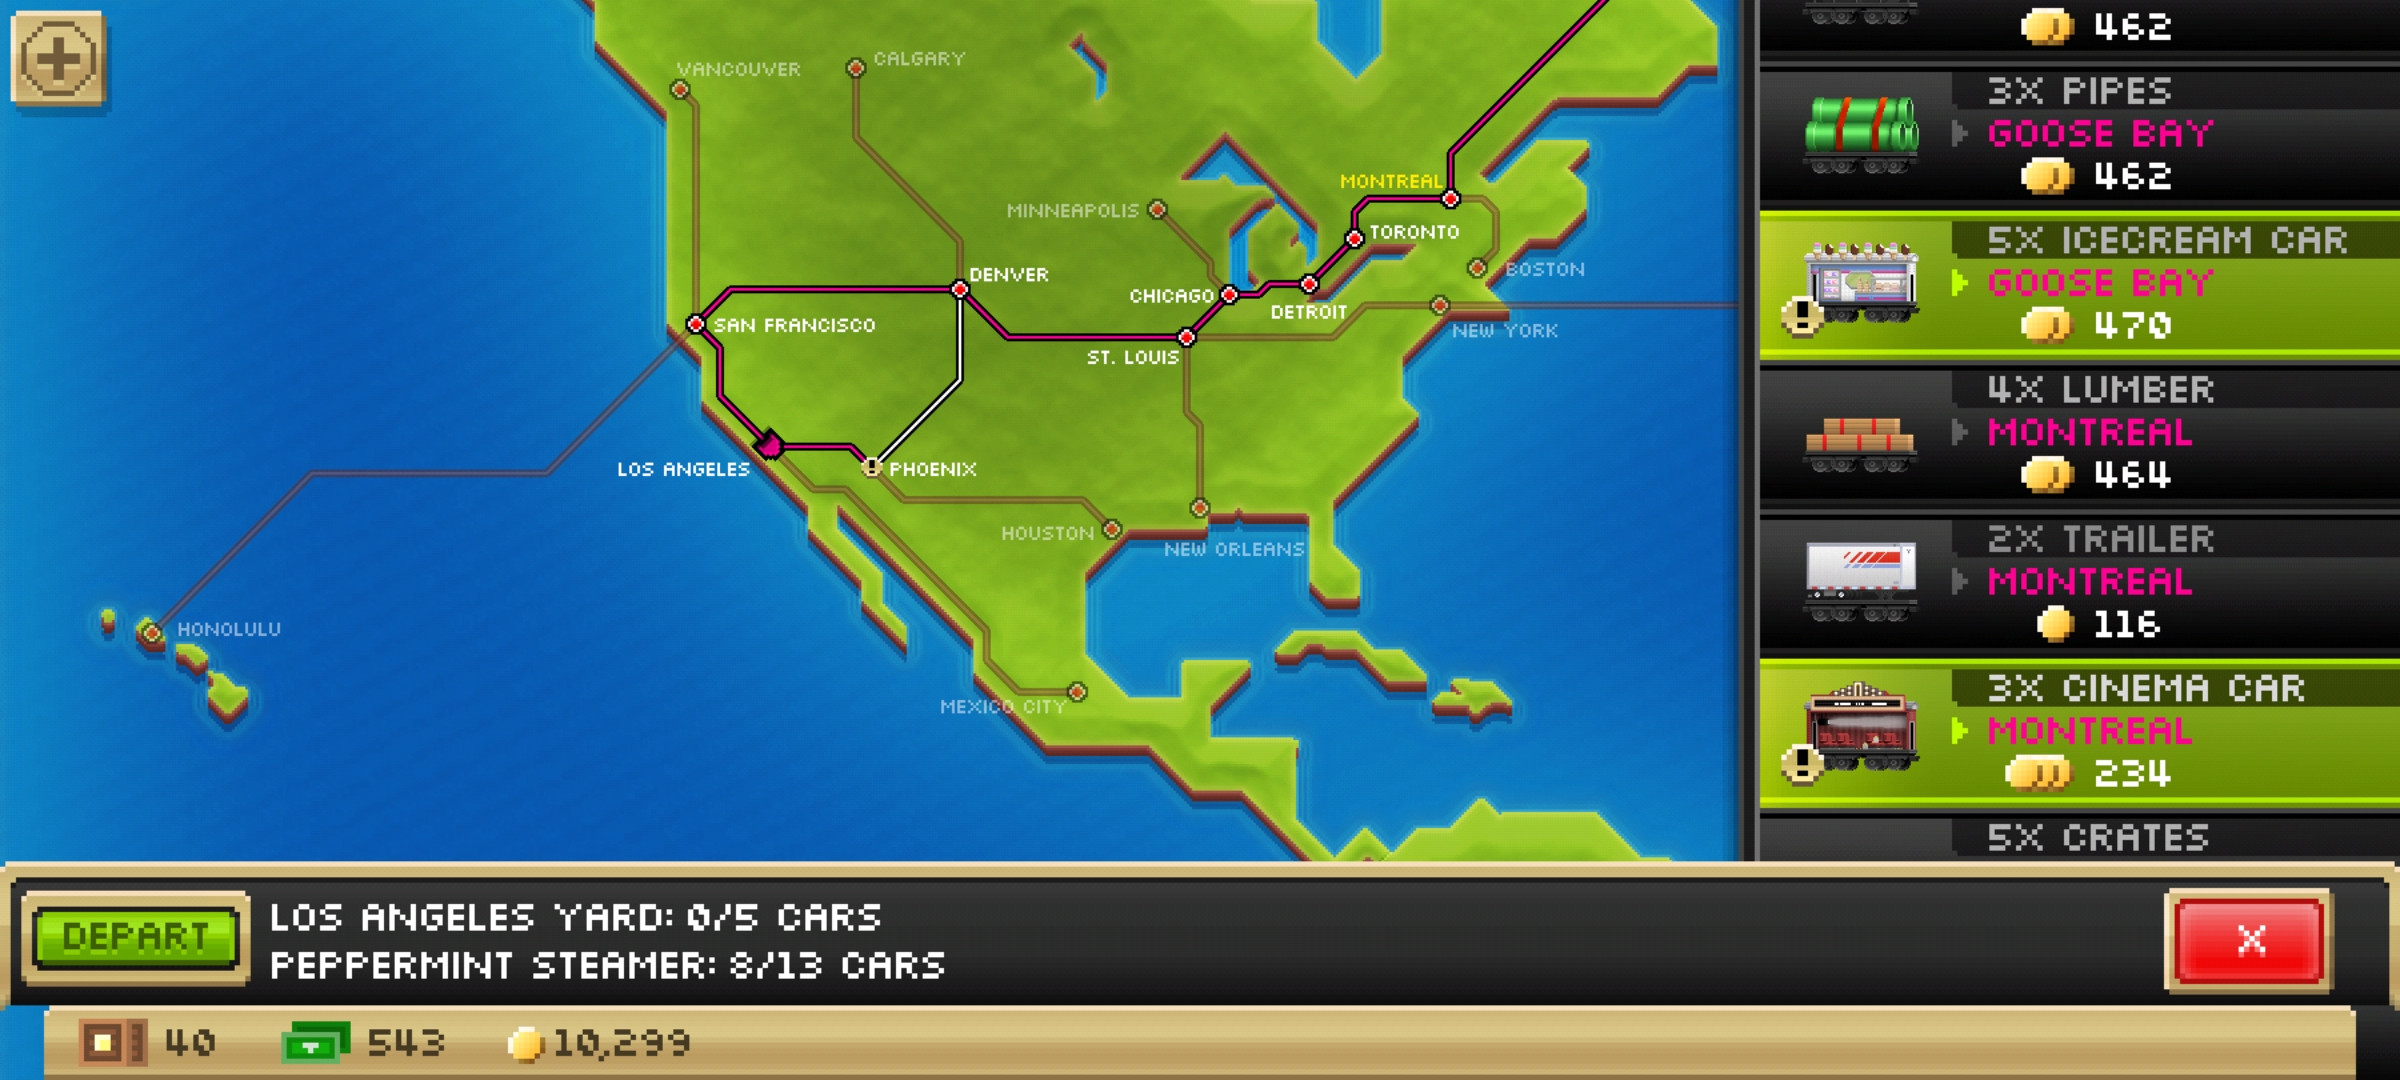 VANCOUVER
CALGARY
MINNEAPOLIS
MONTREAL
TORONTO
BOSTON
DENVER
CHICAGO
DETROIT
NEW YORK
SAN FRANCISCO
ST. LOUIS
LOS ANGELES
PHOENIX
HOUSTON
NEW ORLEANS
HONOLULU
MEXICO CITY
462
3X PIPES
GOOSE BAY
462
5X ICECREAM CAR
GOOSE BAY
470
4X LUMBER
MONTREAL
464
2X TRAILER
MONTREAL
116
3X CINEMA CAR
MONTREAL
234
5X CRATES
DEPART
LOS ANGELES YARD: 0/5 CARS
PEPPERMINT STEAMER: 8/13 CARS
X
40
543
10,299